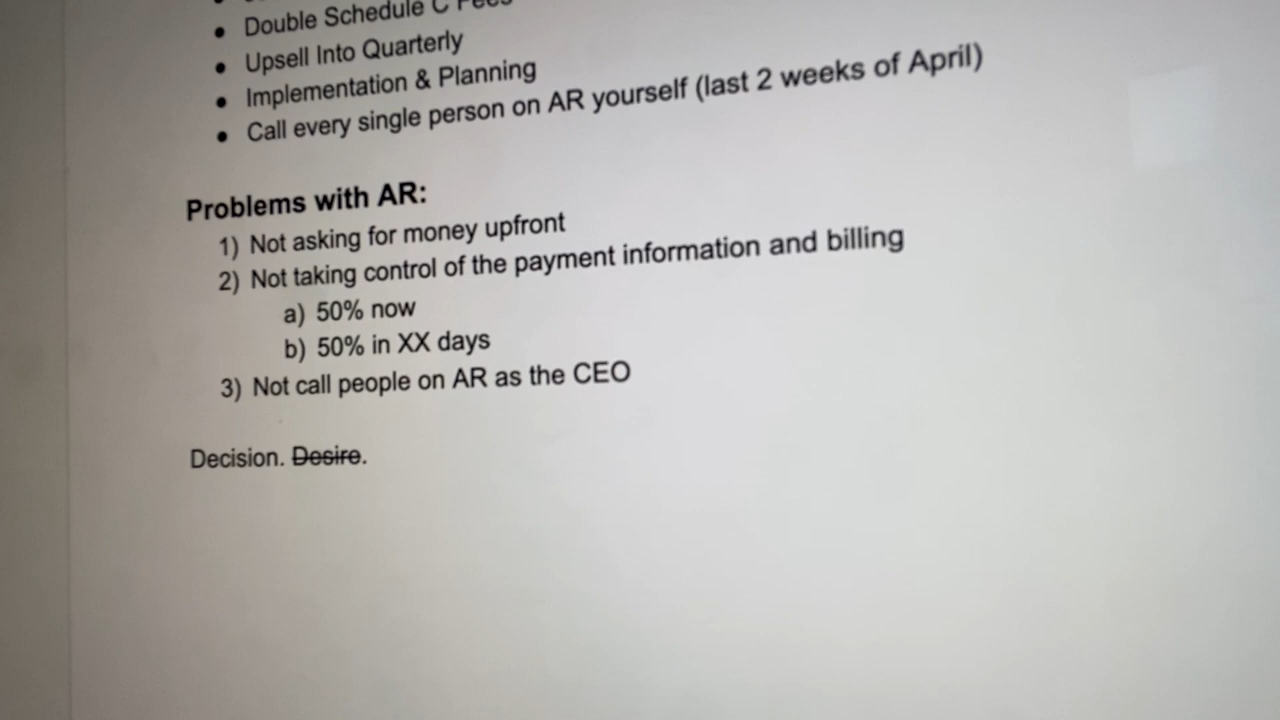 • Double Schedule C Fees
• Upsell Into Quarterly
• Implementation & Planning
• Call every single person on AR yourself (last 2 weeks of April)
Problems with AR:
1) Not asking for money upfront
2) Not taking control of the payment information and billing
a) 50% now
b) 50% in XX days
3) Not call people on AR as the CEO
Decision. Desire.